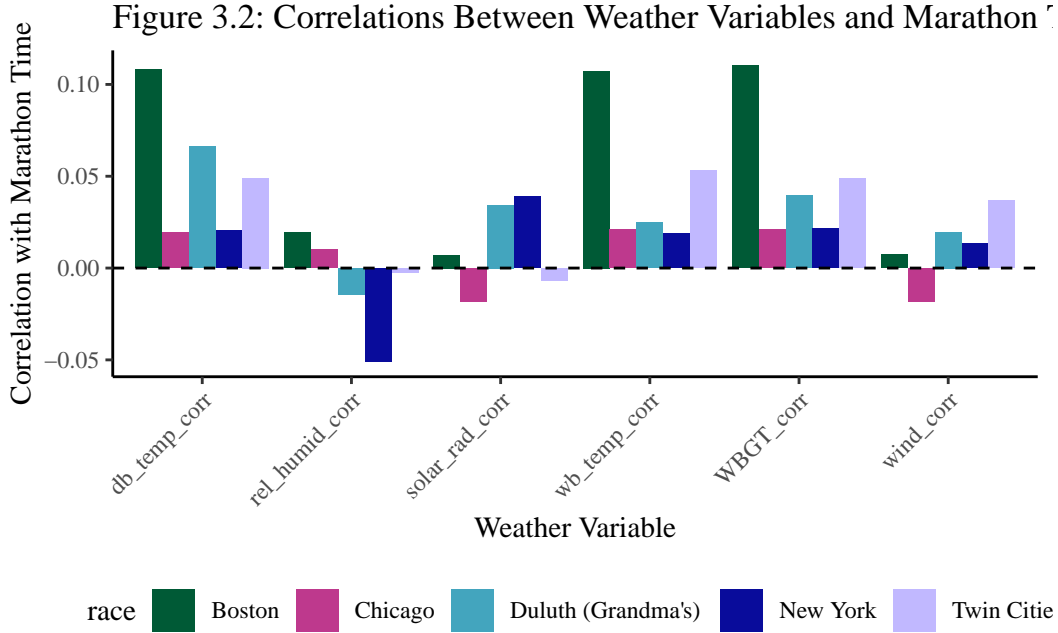 Figure 3.2: Correlations Between Weather Variables and Marathon T
Correlation with Marathon Time
0.10
0.05
0.00
−0.05
db_temp_corr
rel_humid_corr
solar_rad_corr
wb_temp_corr
WBGT_corr
wind_corr
Weather Variable
race Boston Chicago Duluth (Grandma's) New York Twin Citie